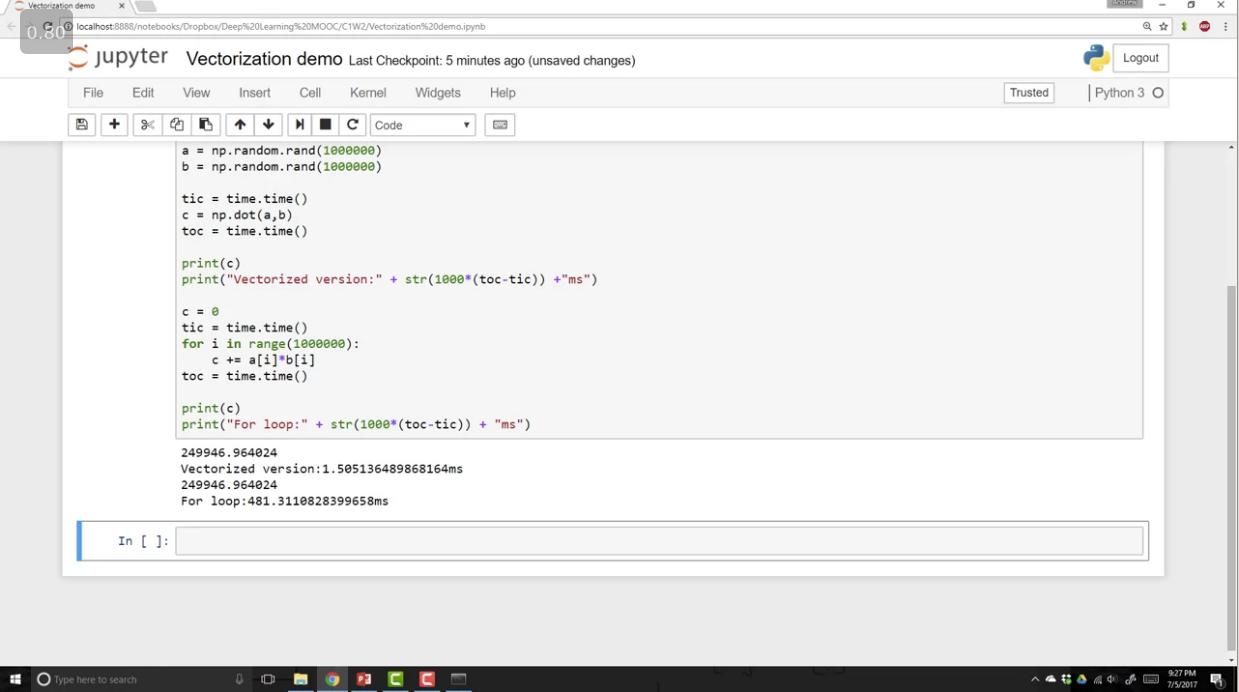 Vectorization demo
Andrew
0.80
localhost:8888/notebooks/Dropbox/Deep%20Learning%20MOOC/C1W2/Vectorization%20demo.ipynb
jupyter Vectorization demo Last Checkpoint: 5 minutes ago (unsaved changes) Logout
File Edit View Insert Cell Kernel Widgets Help Trusted Python 3
Code
a = np.random.rand(1000000)
b = np.random.rand(1000000)
tic = time.time()
c = np.dot(a,b)
toc = time.time()
print(c)
print("Vectorized version:" + str(1000*(toc-tic)) +"ms")
c = 0
tic = time.time()
for i in range(1000000):
    c += a[i]*b[i]
toc = time.time()
print(c)
print("For loop:" + str(1000*(toc-tic)) + "ms")
249946.964024
Vectorized version:1.505136489868164ms
249946.964024
For loop:481.3110828399658ms
In [ ]:
Type here to search
9:27 PM
7/5/2017